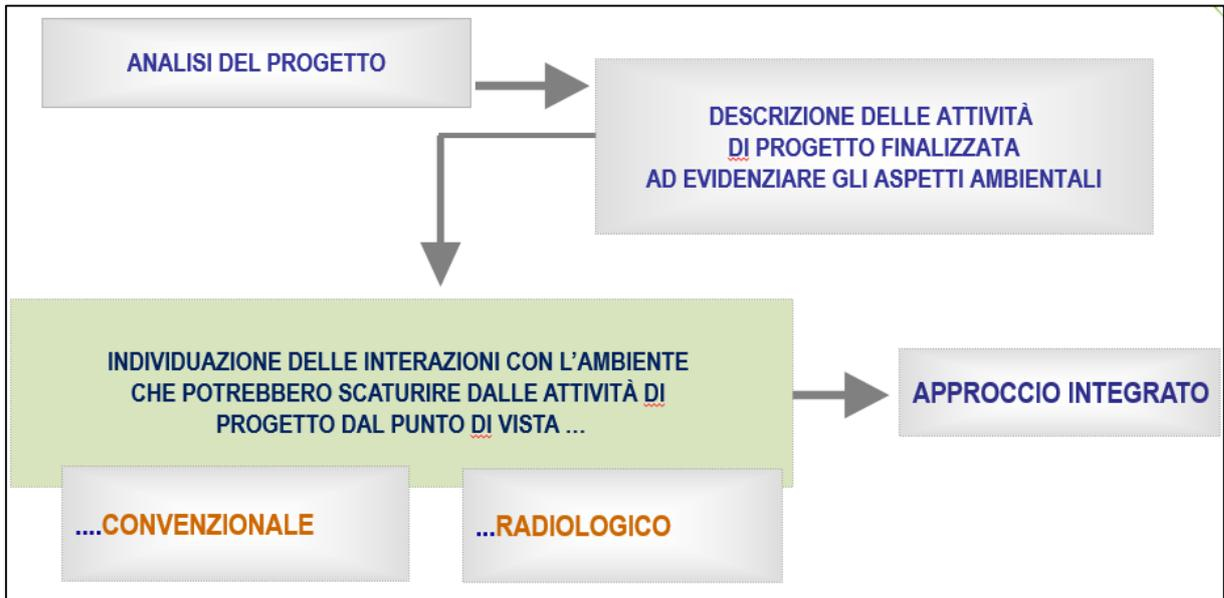 ANALISI DEL PROGETTO
DESCRIZIONE DELLE ATTIVITÀ
DI PROGETTO FINALIZZATA
AD EVIDENZIARE GLI ASPETTI AMBIENTALI
INDIVIDUAZIONE DELLE INTERAZIONI CON L'AMBIENTE
CHE POTREBBERO SCATURIRE DALLE ATTIVITÀ DI
PROGETTO DAL PUNTO DI VISTA ...
APPROCCIO INTEGRATO
....CONVENZIONALE
...RADIOLOGICO